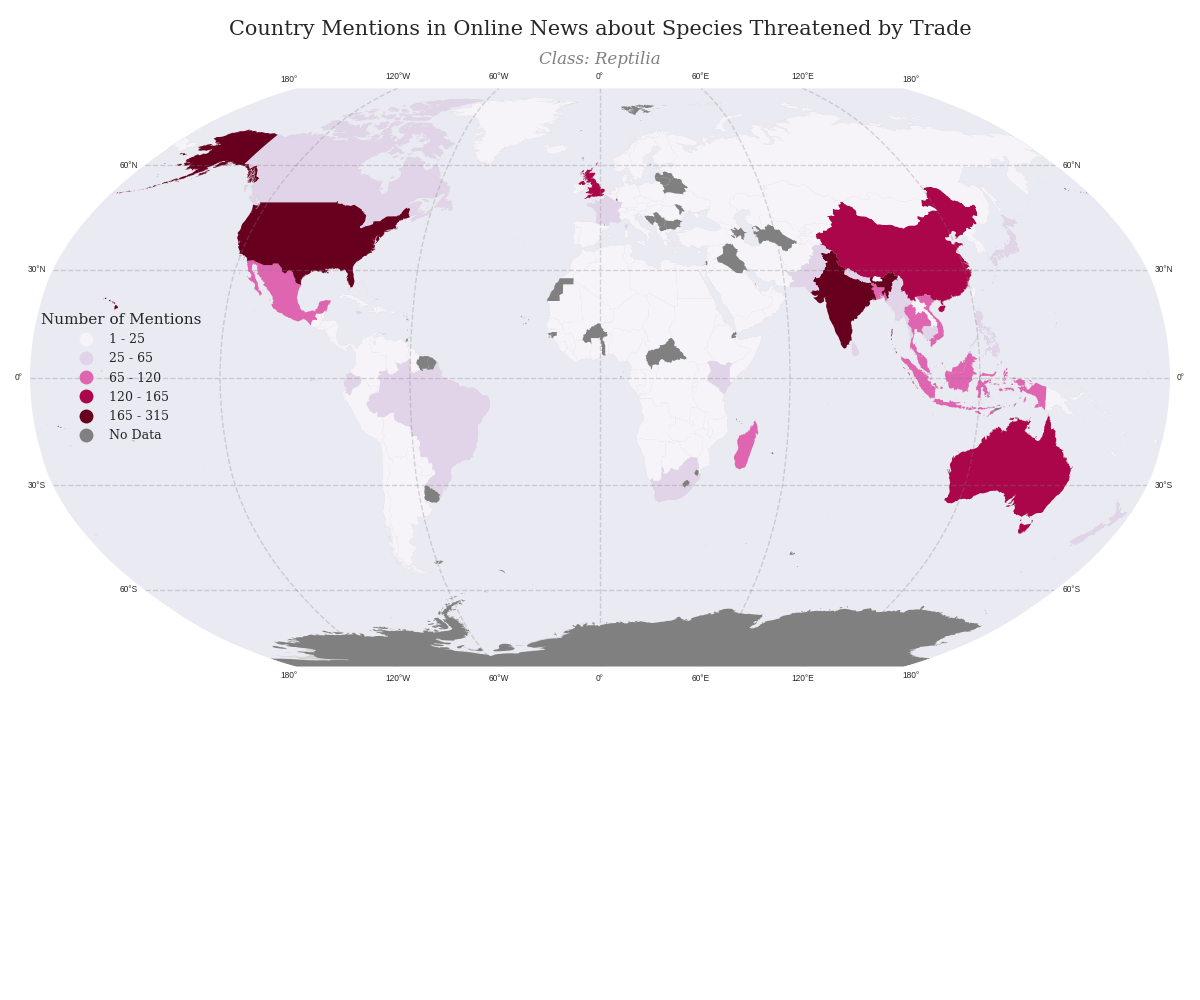 Country Mentions in Online News about Species Threatened by Trade
Class: Reptilia
180° 120°W 60°W 0° 60°E 120°E 180°
60°N 60°N
30°N 30°N
Number of Mentions
1 - 25
25 - 65
0° 65 - 120 0°
120 - 165
165 - 315
No Data
30°S 30°S
60°S 60°S
180° 120°W 60°W 0° 60°E 120°E 180°